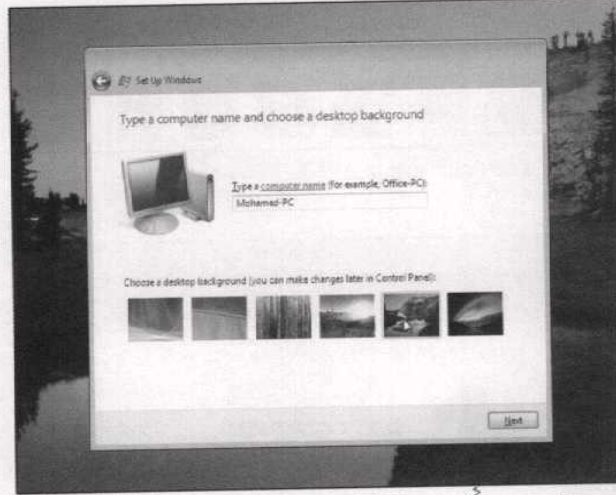 Set Up Windows
Type a computer name and choose a desktop background
Type a computer name (for example, Office-PC):
Mohamed-PC
Choose a desktop background (you can make changes later in Control Panel):
Next